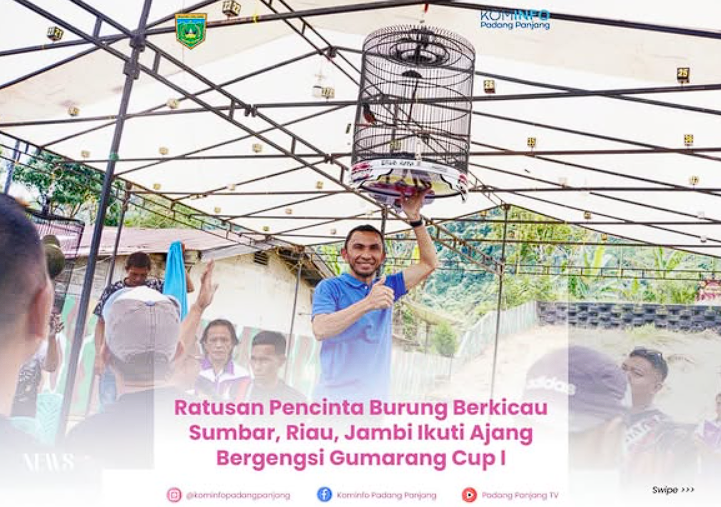 KOMINFO
Padang Panjang
25
Ratusan Pencinta Burung Berkicau
Sumbar, Riau, Jambi Ikuti Ajang
Bergengsi Gumarang Cup I
NEWS
@kominfopadangpanjang
Kominfo Padang Panjang
Padang Panjang TV
Swipe >>>
adidas